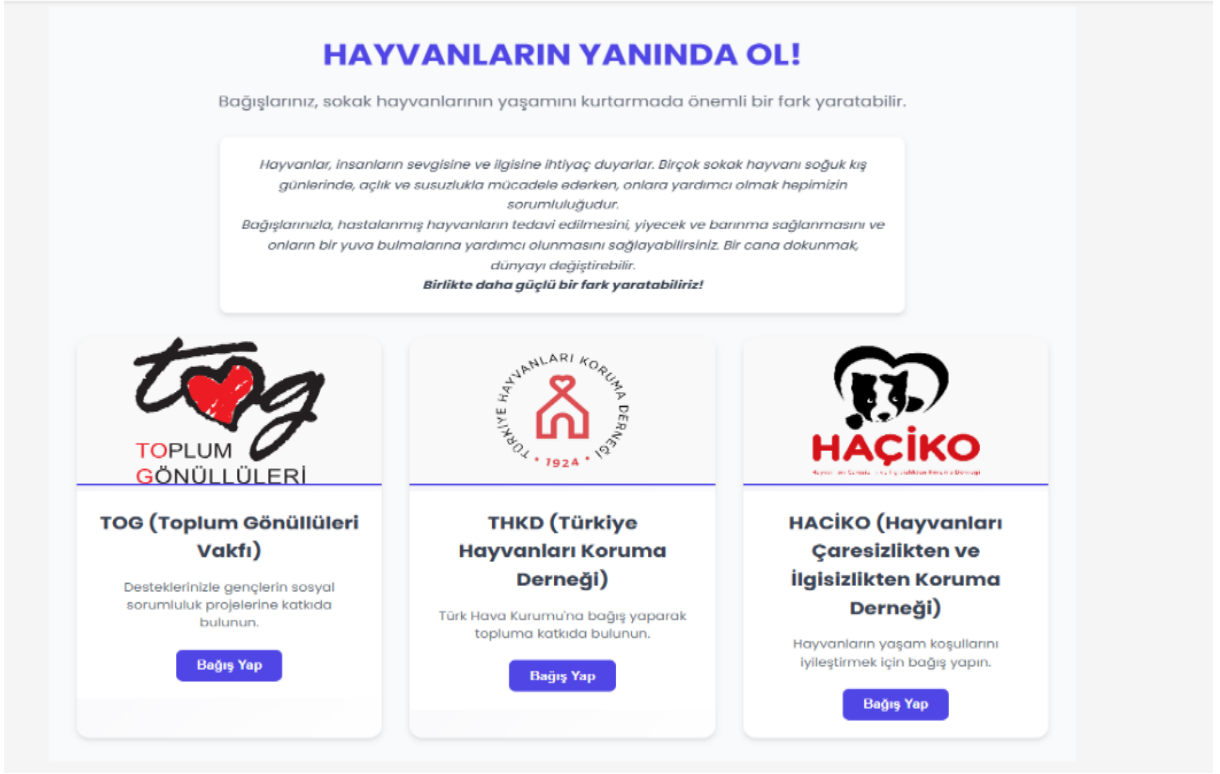 HAYVANLARIN YANINDA OL!
Bağışlarınız, sokak hayvanlarının yaşamını kurtarmada önemli bir fark yaratabilir.
Hayvanlar, insanların sevgisine ve ilgisine ihtiyaç duyarlar. Birçok sokak hayvanı soğuk kış
günlerinde, açlık ve susuzlukla mücadele ederken, onlara yardımcı olmak hepimizin
sorumluluğudur.
Bağışlarınızla, hastalanmış hayvanların tedavi edilmesini, yiyecek ve barınma sağlanmasını ve
onların bir yuva bulmalarına yardımcı olunmasını sağlayabilirsiniz. Bir cana dokunmak,
dünyayı değiştirebilir.
Birlikte daha güçlü bir fark yaratabiliriz!
tog
TOPLUM
GÖNÜLLÜLERİ
TOG (Toplum Gönüllüleri
Vakfı)
Desteklerinizle gençlerin sosyal
sorumluluk projelerine katkıda
bulunun.
Bağış Yap
TÜRKİYE HAYVANLARI KORUMA DERNEĞİ
• 1924 •
THKD (Türkiye
Hayvanları Koruma
Derneği)
Türk Hava Kurumu'na bağış yaparak
topluma katkıda bulunun.
Bağış Yap
HAÇİKO
HACİKO (Hayvanları
Çaresizlikten ve
İlgisizlikten Koruma
Derneği)
Hayvanların yaşam koşullarını
iyileştirmek için bağış yapın.
Bağış Yap